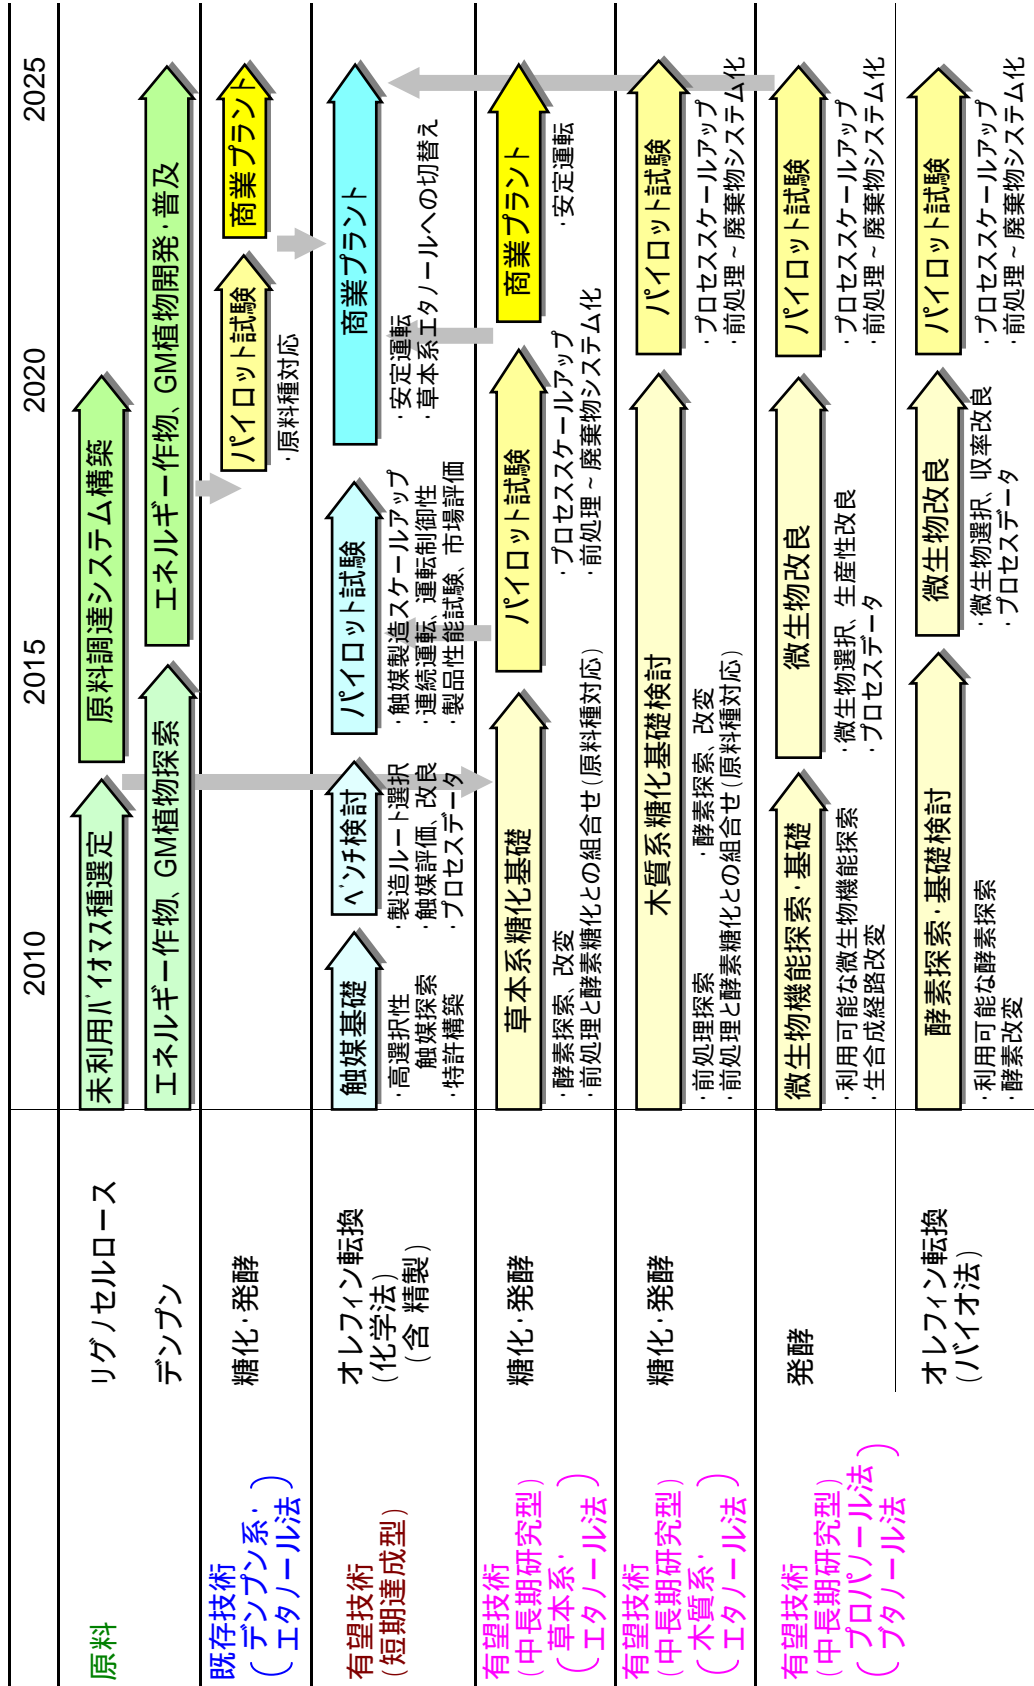 2010
2015
2020
2025
原料
リグノセルロース
未利用バイオマス種選定
原料調達システム構築
デンプン
エネルギー作物、GM植物探索
エネルギー作物、GM植物開発・普及
既存技術
(デンプン系・
エタノール法)
糖化・発酵
パイロット試験
商業プラント
・原料種対応
有望技術
(短期達成型)
オレフィン転換
(化学法)
(含 精製)
触媒基礎
ベンチ検討
パイロット試験
商業プラント
・高選択性
触媒探索
・特許構築
・製造ルート選択
・触媒評価、改良
・プロセスデータ
・触媒製造スケールアップ
・連続運転、運転制御性
・製品性能試験、市場評価
・安定運転
・草本系エタノールへの切替え
有望技術
(中長期研究型)
(草本系・
エタノール法)
糖化・発酵
草本系糖化基礎
パイロット試験
商業プラント
・酵素探索、改変
・前処理と酵素糖化との組合せ(原料種対応)
・プロセススケールアップ
・前処理~廃棄物システム化
・安定運転
有望技術
(中長期研究型)
(木質系・
エタノール法)
糖化・発酵
木質系糖化基礎検討
パイロット試験
・前処理探索
・酵素探索、改変
・前処理と酵素糖化との組合せ(原料種対応)
・プロセススケールアップ
・前処理~廃棄物システム化
有望技術
(中長期研究型)
(プロパノール法
ブタノール法)
発酵
微生物機能探索・基礎
微生物改良
パイロット試験
・利用可能な微生物機能探索
・生合成経路改変
・微生物選択、生産性改良
・プロセスデータ
・プロセススケールアップ
・前処理~廃棄物システム化
オレフィン転換
(バイオ法)
酵素探索・基礎検討
微生物改良
パイロット試験
・利用可能な酵素探索
・酵素改変
・微生物選択、収率改良
・プロセスデータ
・プロセススケールアップ
・前処理~廃棄物システム化